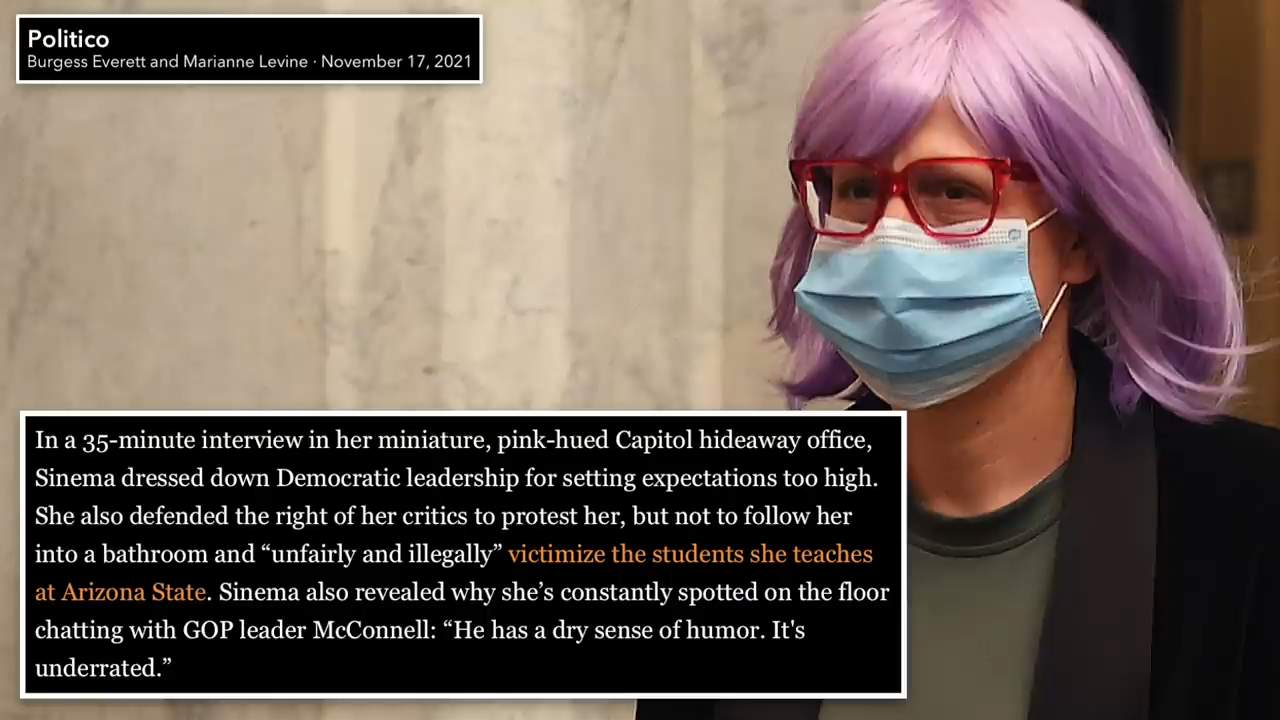 Politico
Burgess Everett and Marianne Levine · November 17, 2021
In a 35-minute interview in her miniature, pink-hued Capitol hideaway office,
Sinema dressed down Democratic leadership for setting expectations too high.
She also defended the right of her critics to protest her, but not to follow her
into a bathroom and “unfairly and illegally” victimize the students she teaches
at Arizona State. Sinema also revealed why she’s constantly spotted on the floor
chatting with GOP leader McConnell: “He has a dry sense of humor. It's
underrated.”